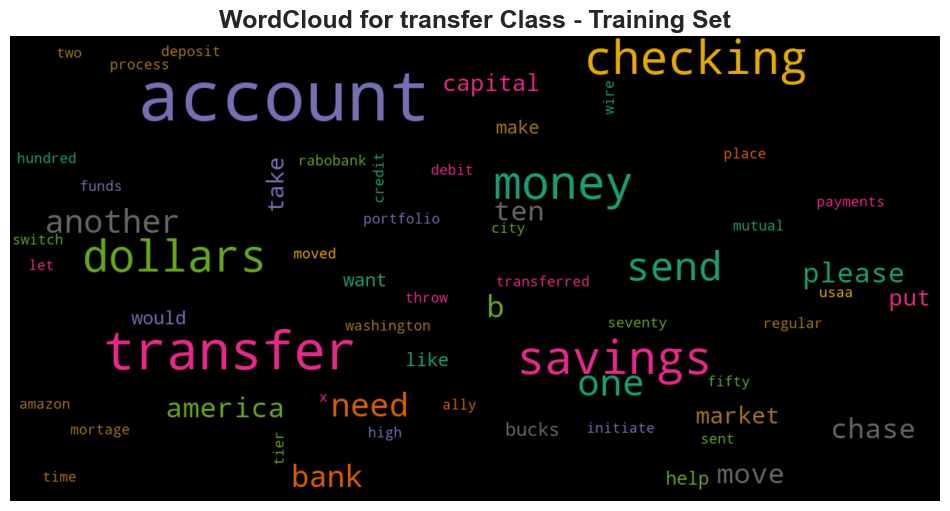 WordCloud for transfer Class - Training Set
two
deposit
process
checking
account
capital
wire
make
hundred
rabobank
credit
take
debit
place
funds
money
another
portfolio
ten
payments
switch
city
mutual
dollars
moved
let
want
transferred
send
please
usaa
throw
b
put
would
washington
seventy
regular
transfer
like
savings
one
fifty
amazon
america
x
need
ally
market
mortage
tier
high
bucks
initiate
sent
chase
time
bank
help
move